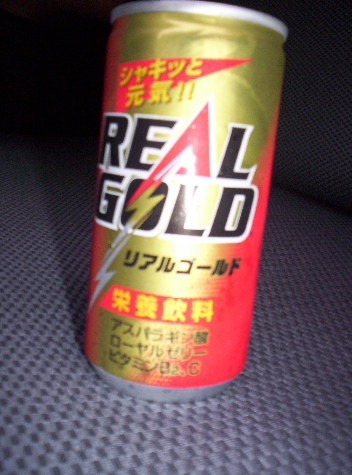 シャキッと
元気!!
REAL
GOLD
リアルゴールド
栄養飲料
アスパラギン酸
ローヤルゼリー
ビタミンB2, C